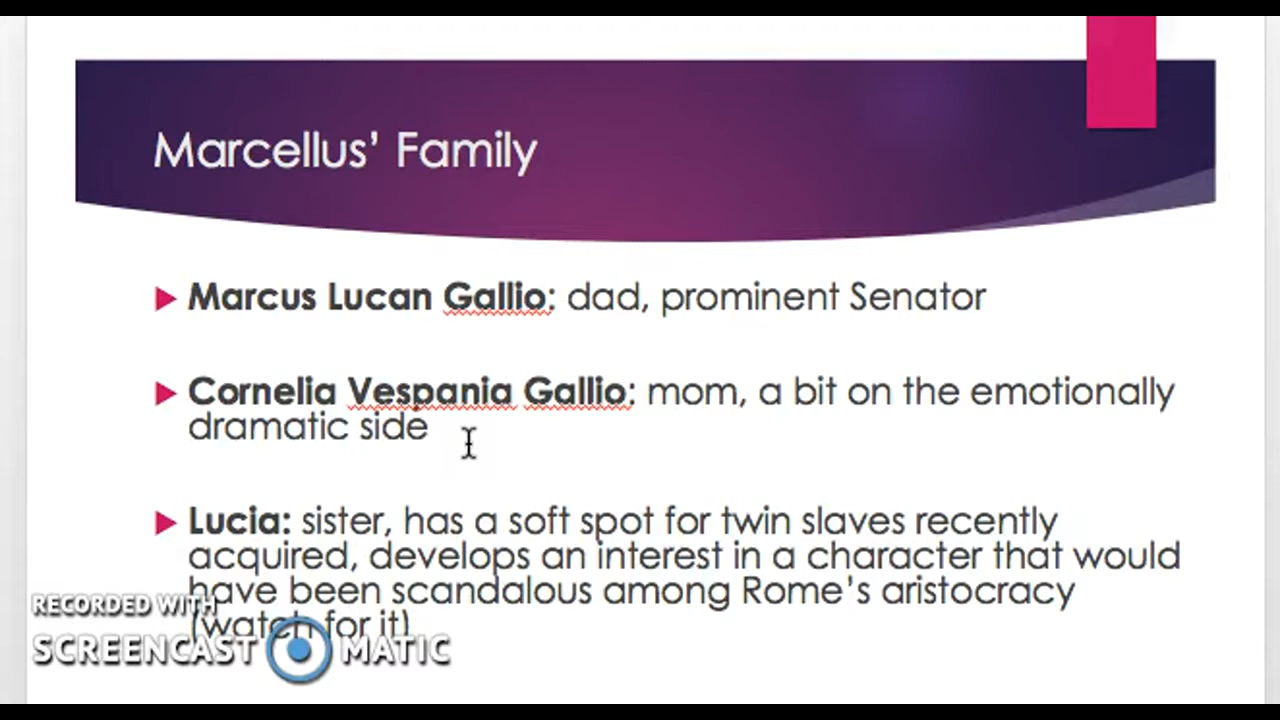 Marcellus’ Family
Marcus Lucan Gallio: dad, prominent Senator
Cornelia Vespania Gallio: mom, a bit on the emotionally
dramatic side
Lucia: sister, has a soft spot for twin slaves recently
acquired, develops an interest in a character that would
have been scandalous among Rome’s aristocracy
(watch for it)
RECORDED WITH
SCREENCAST MATIC